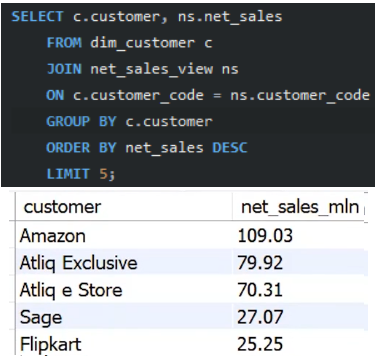 SELECT c.customer, ns.net_sales
FROM dim_customer c
JOIN net_sales_view ns
ON c.customer_code = ns.customer_code
GROUP BY c.customer
ORDER BY net_sales DESC
LIMIT 5;
customer net_sales_mln
Amazon 109.03
Atliq Exclusive 79.92
Atliq e Store 70.31
Sage 27.07
Flipkart 25.25